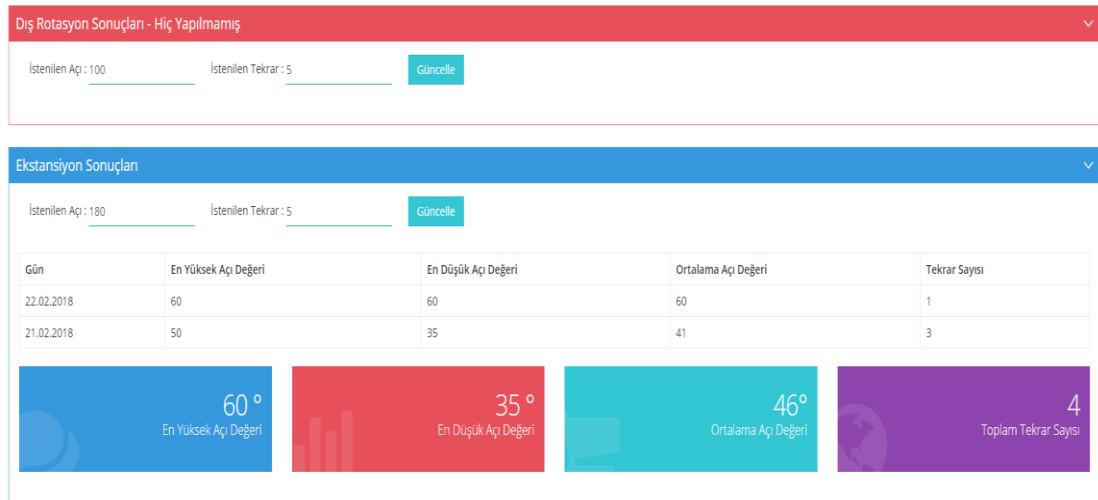 Dış Rotasyon Sonuçları - Hiç Yapılmamış
İstenilen Açı : 100 İstenilen Tekrar : 5 Güncelle
Ekstansiyon Sonuçları
İstenilen Açı : 180 İstenilen Tekrar : 5 Güncelle
Gün En Yüksek Açı Değeri En Düşük Açı Değeri Ortalama Açı Değeri Tekrar Sayısı
22.02.2018 60 60 60 1
21.02.2018 50 35 41 3
60 ° 35 ° 46° 4
En Yüksek Açı Değeri En Düşük Açı Değeri Ortalama Açı Değeri Toplam Tekrar Sayısı